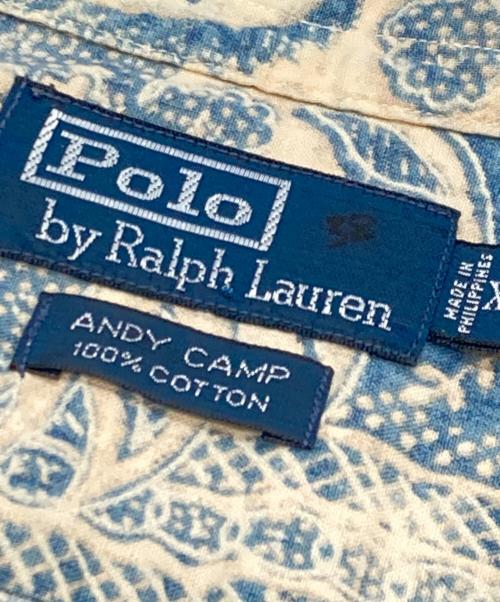 Polo
by Ralph Lauren
MADE IN
PHILIPPINES
ANDY CAMP
100% COTTON